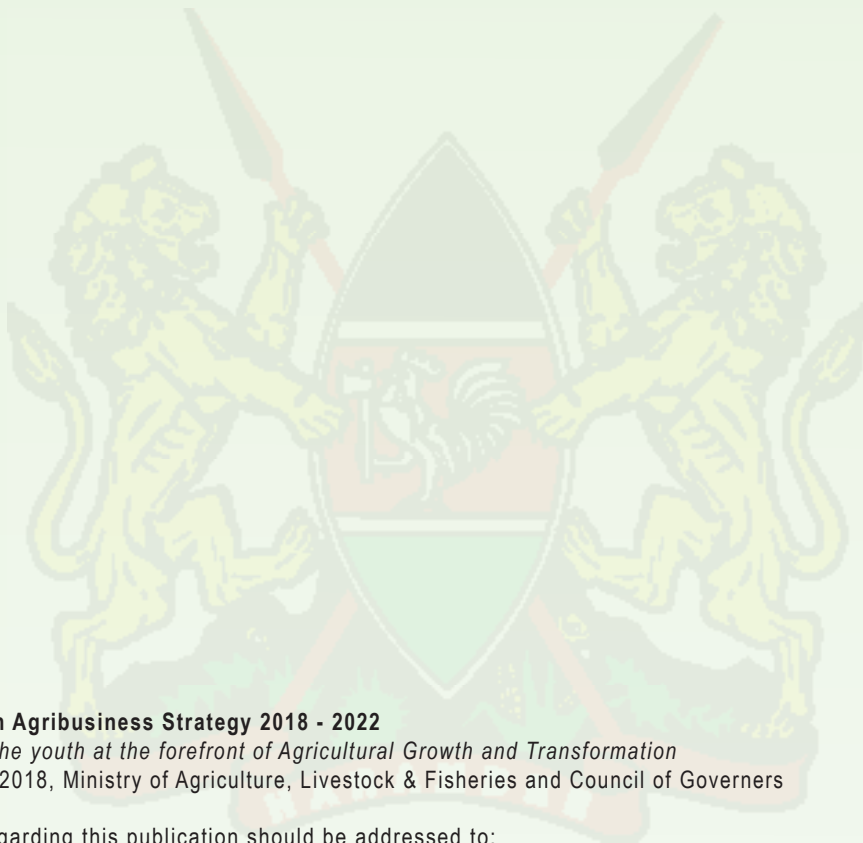 n Agribusiness Strategy 2018 - 2022
he youth at the forefront of Agricultural Growth and Transformation
2018, Ministry of Agriculture, Livestock & Fisheries and Council of Governers
garding this publication should be addressed to:
HARAMBEE